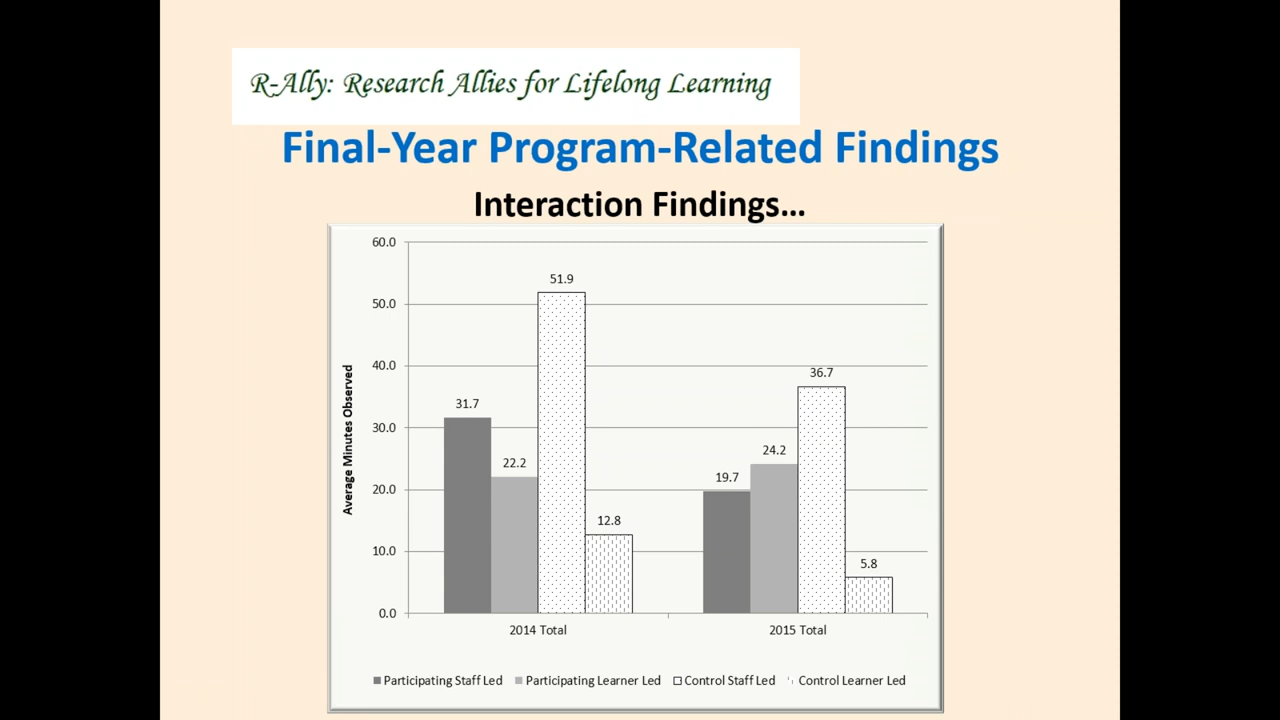 R-Ally: Research Allies for Lifelong Learning
Final-Year Program-Related Findings
Interaction Findings...
60.0
50.0
40.0
30.0
20.0
10.0
0.0
Average Minutes Observed
31.7
22.2
51.9
12.8
19.7
24.2
36.7
5.8
2014 Total
2015 Total
Participating Staff Led
Participating Learner Led
Control Staff Led
Control Learner Led